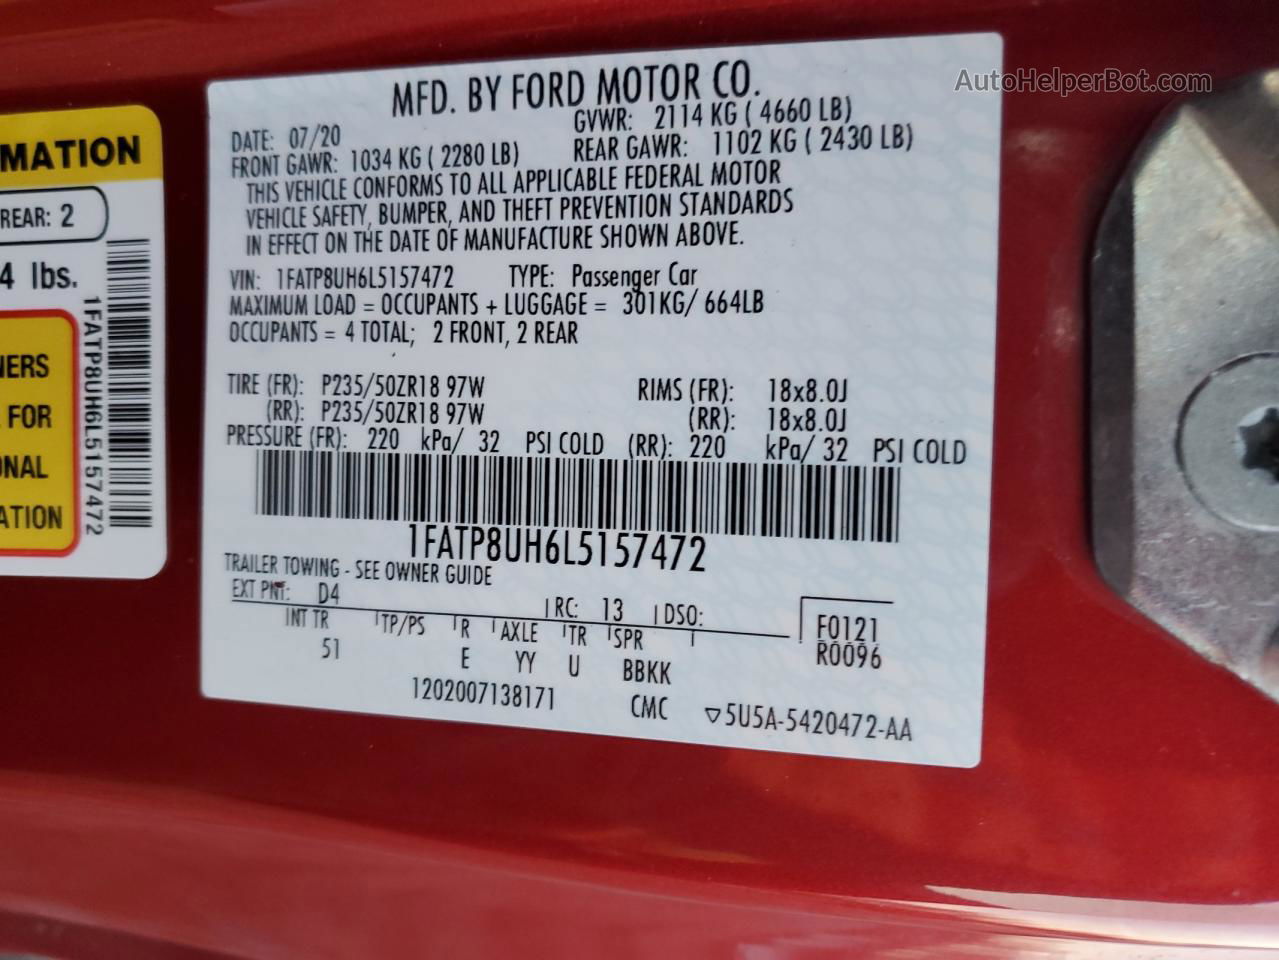 AutoHelperBot.com
MATION
REAR: 2
4 lbs.
NERS
FOR
ONAL
ATION
1FATP8UH6L5157472
MFD. BY FORD MOTOR CO.
DATE: 07/20 GVWR: 2114 KG ( 4660 LB)
FRONT GAWR: 1034 KG ( 2280 LB) REAR GAWR: 1102 KG ( 2430 LB)
THIS VEHICLE CONFORMS TO ALL APPLICABLE FEDERAL MOTOR
VEHICLE SAFETY, BUMPER, AND THEFT PREVENTION STANDARDS
IN EFFECT ON THE DATE OF MANUFACTURE SHOWN ABOVE.
VIN: 1FATP8UH6L5157472 TYPE: Passenger Car
MAXIMUM LOAD = OCCUPANTS + LUGGAGE = 301KG/ 664LB
OCCUPANTS = 4 TOTAL; 2 FRONT, 2 REAR
TIRE (FR): P235/50ZR18 97W RIMS (FR): 18x8.0J
(RR): P235/50ZR18 97W (RR): 18x8.0J
PRESSURE (FR): 220 kPa/ 32 PSI COLD (RR): 220 kPa/ 32 PSI COLD
1FATP8UH6L5157472
TRAILER TOWING - SEE OWNER GUIDE
EXT PNT: D4 RC: 13 DSO: F0121
INT TR TP/PS R AXLE TR SPR R0096
51 E YY U BBKK
1202007138171 CMC ▽5U5A-5420472-AA